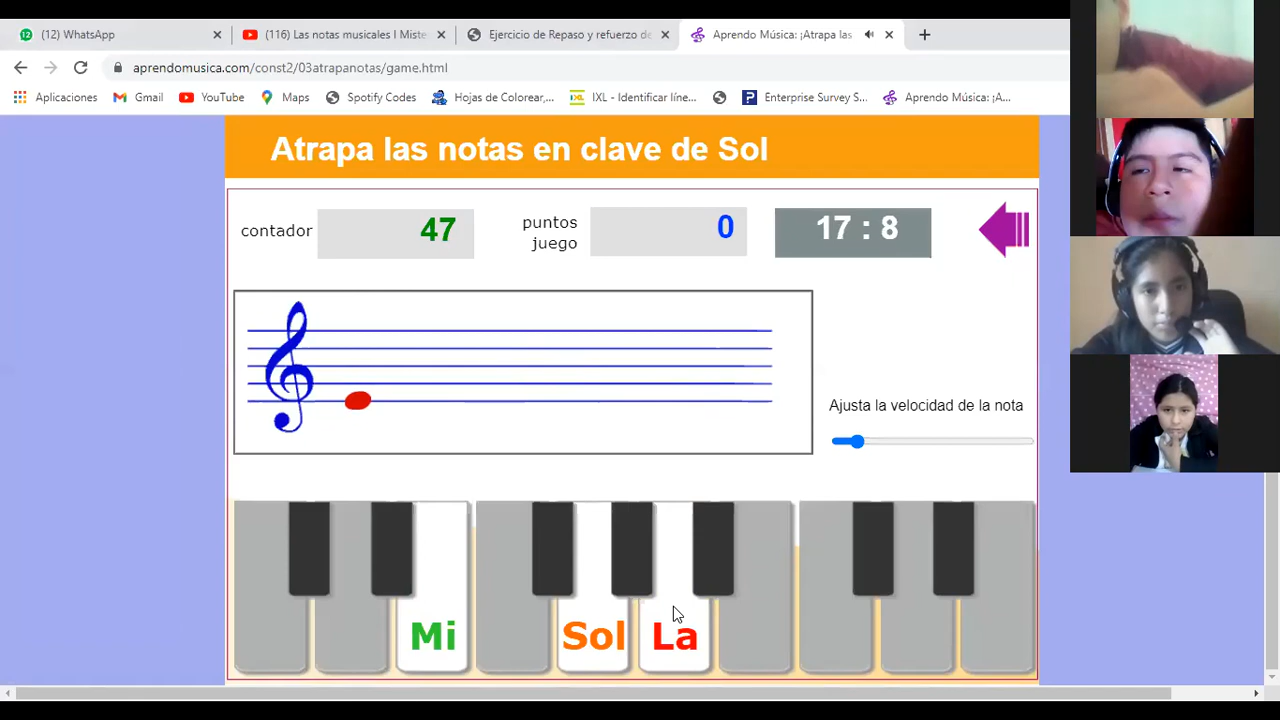 (12) WhatsApp
(116) Las notas musicales I Miste
Ejercicio de Repaso y refuerzo de
Aprendo Música: ¡Atrapa las
aprendomusica.com/const2/03atrapanotas/game.html
Aplicaciones
Gmail
YouTube
Maps
Spotify Codes
Hojas de Colorear,...
IXL - Identificar líne...
Enterprise Survey S...
Aprendo Música: ¡A...
Atrapa las notas en clave de Sol
contador 47
puntos juego 0
17 : 8
Ajusta la velocidad de la nota
Mi Sol La